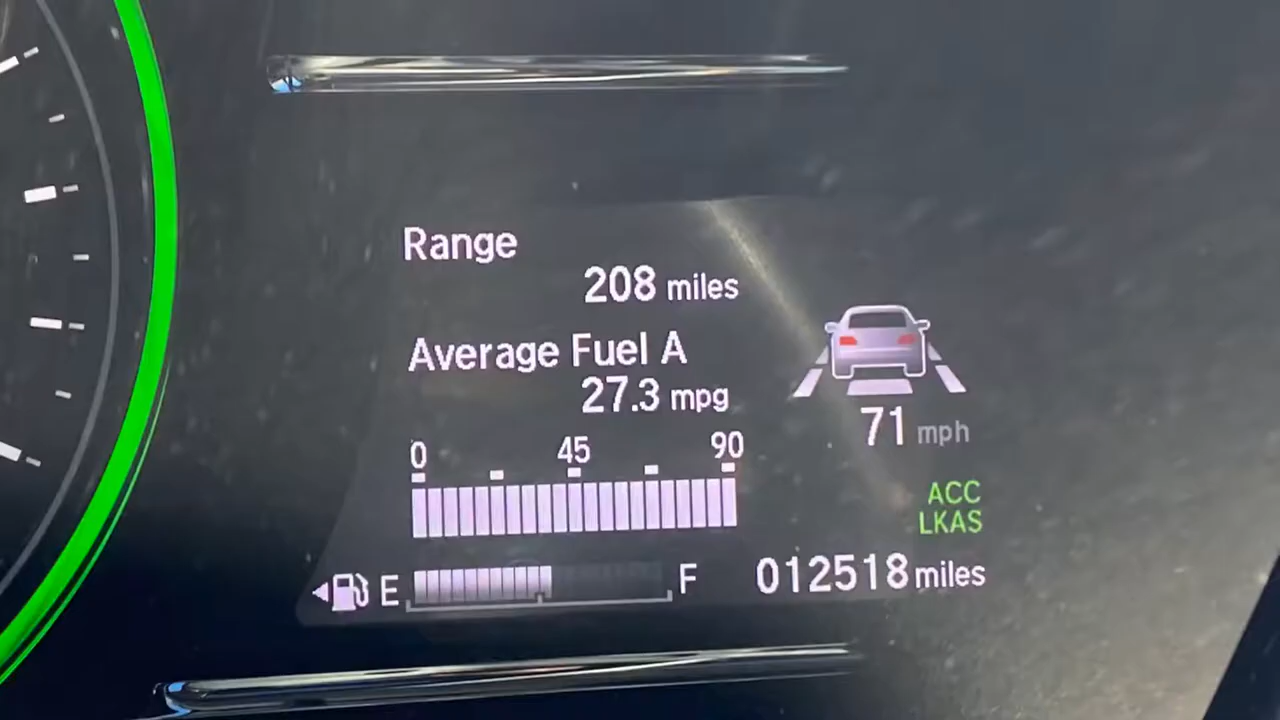 Range
208 miles
Average Fuel A
27.3 mpg
0 45 90
71 mph
ACC
LKAS
E F
012518 miles